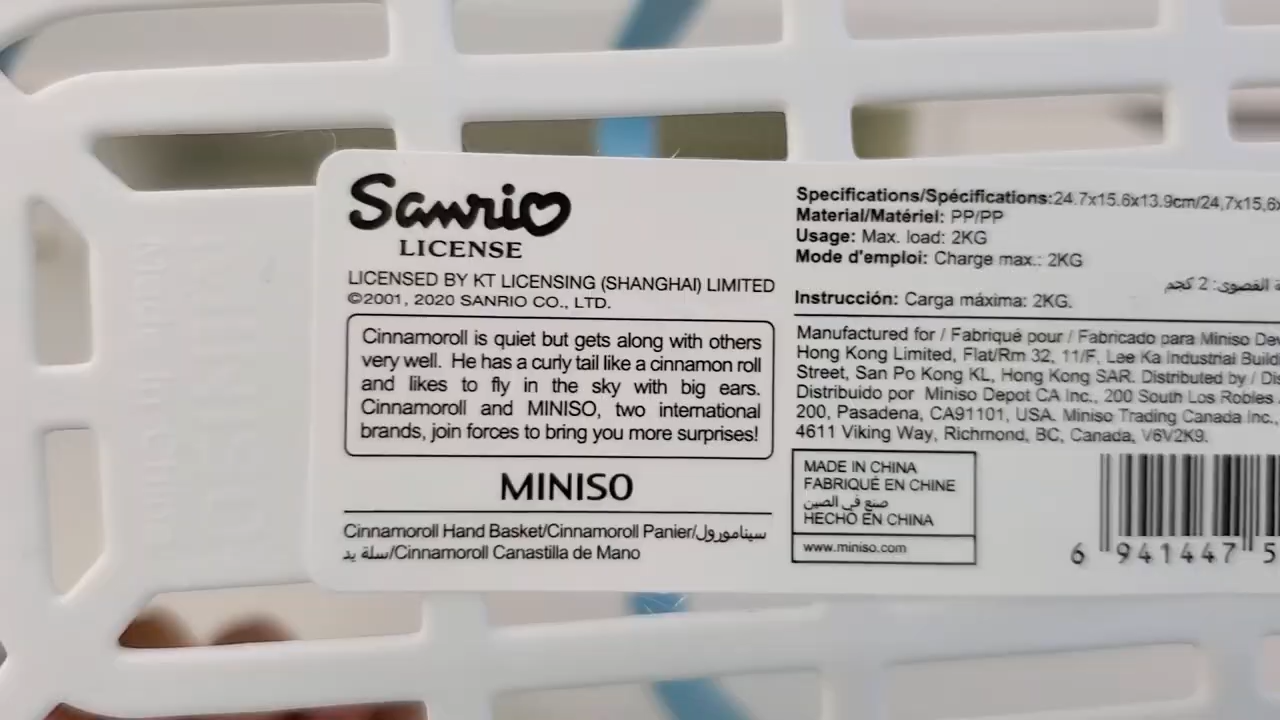 Sanrio
LICENSE
LICENSED BY KT LICENSING (SHANGHAI) LIMITED
©2001, 2020 SANRIO CO., LTD.
Cinnamoroll is quiet but gets along with others
very well. He has a curly tail like a cinnamon roll
and likes to fly in the sky with big ears.
Cinnamoroll and MINISO, two international
brands, join forces to bring you more surprises!
MINISO
Cinnamoroll Hand Basket/Cinnamoroll Panier/سينامورول
سلة يد/Cinnamoroll Canastilla de Mano
Specifications/Spécifications:24.7x15.6x13.9cm/24,7x15,6x
Material/Matériel: PP/PP
Usage: Max. load: 2KG
Mode d'emploi: Charge max.: 2KG
القصوى: 2 كجم
Instrucción: Carga máxima: 2KG.
Manufactured for / Fabriqué pour / Fabricado para Miniso
Hong Kong Limited, Flat/Rm 32, 11/F, Lee Ka Industrial
Street, San Po Kong KL, Hong Kong SAR. Distributed by /
Distribuido por Miniso Depot CA Inc., 200 South Los Robles
200, Pasadena, CA91101, USA. Miniso Trading Canada Inc.,
4611 Viking Way, Richmond, BC, Canada, V6V2K9.
MADE IN CHINA
FABRIQUÉ EN CHINE
صنع في الصين
HECHO EN CHINA
www.miniso.com
6 941447 5